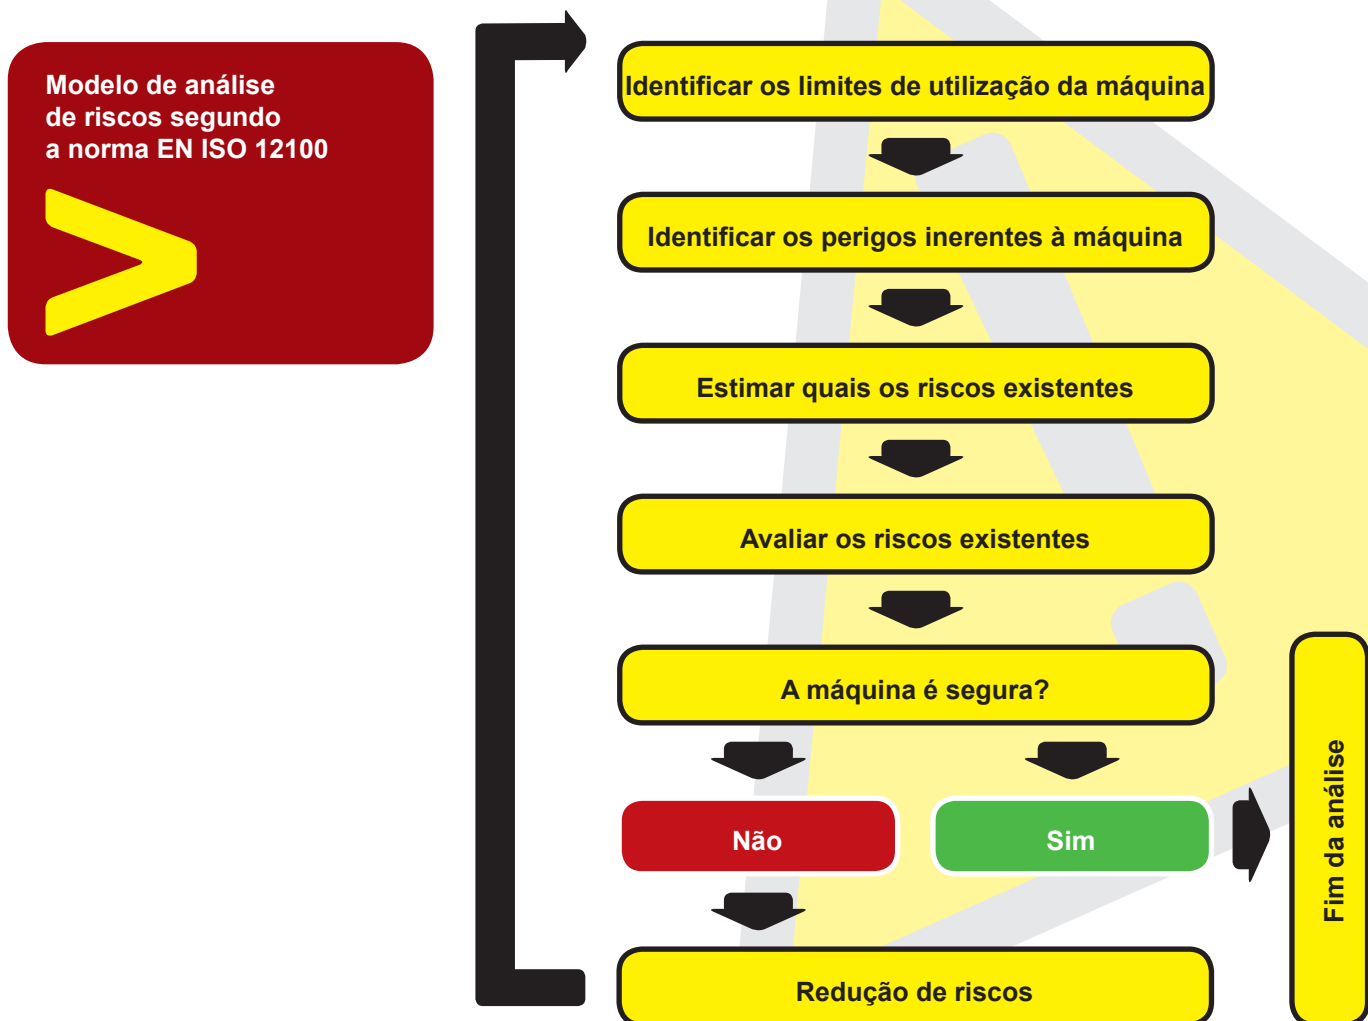 Modelo de análise
de riscos segundo
a norma EN ISO 12100
Identificar os limites de utilização da máquina
Identificar os perigos inerentes à máquina
Estimar quais os riscos existentes
Avaliar os riscos existentes
A máquina é segura?
Não
Sim
Fim da análise
Redução de riscos